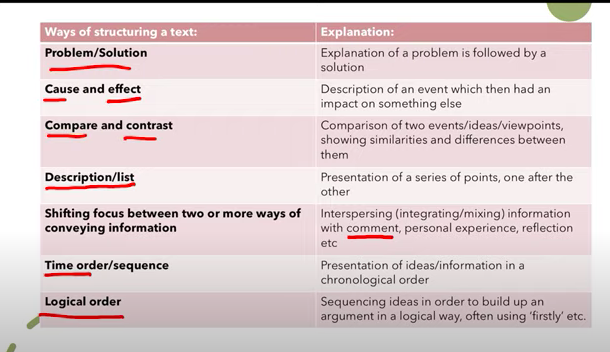 Ways of structuring a text: Explanation:
Problem/Solution Explanation of a problem is followed by a
solution
Cause and effect Description of an event which then had an
impact on something else
Compare and contrast Comparison of two events/ideas/viewpoints,
showing similarities and differences between
them
Description/list Presentation of a series of points, one after the
other
Shifting focus between two or more ways of Interspersing (integrating/mixing) information
conveying information with comment, personal experience, reflection
etc
Time order/sequence Presentation of ideas/information in a
chronological order
Logical order Sequencing ideas in order to build up an
argument in a logical way, often using ‘firstly’ etc.